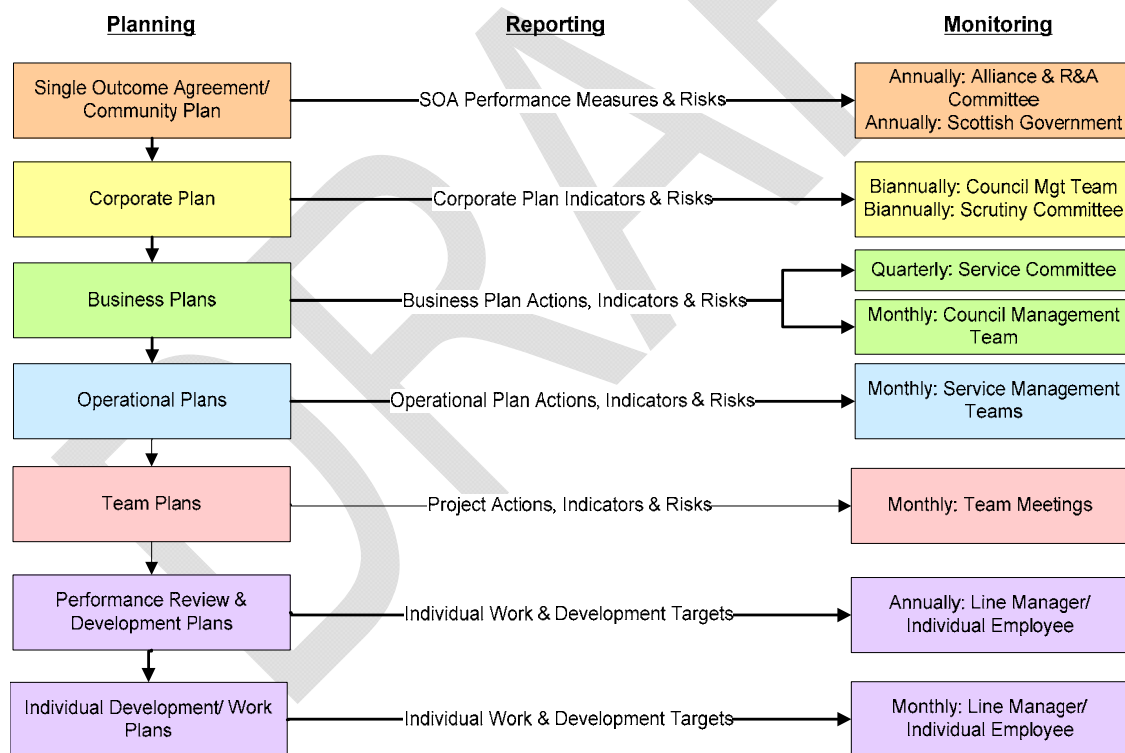 Planning
Reporting
Monitoring
Single Outcome Agreement/
Community Plan
SOA Performance Measures & Risks
Annually: Alliance & R&A
Committee
Annually: Scottish Government
Corporate Plan
Corporate Plan Indicators & Risks
Biannually: Council Mgt Team
Biannually: Scrutiny Committee
Business Plans
Business Plan Actions, Indicators & Risks
Quarterly: Service Committee
Monthly: Council Management
Team
Operational Plans
Operational Plan Actions, Indicators & Risks
Monthly: Service Management
Teams
Team Plans
Project Actions, Indicators & Risks
Monthly: Team Meetings
Performance Review &
Development Plans
Individual Work & Development Targets
Annually: Line Manager/
Individual Employee
Individual Development/ Work
Plans
Individual Work & Development Targets
Monthly: Line Manager/
Individual Employee